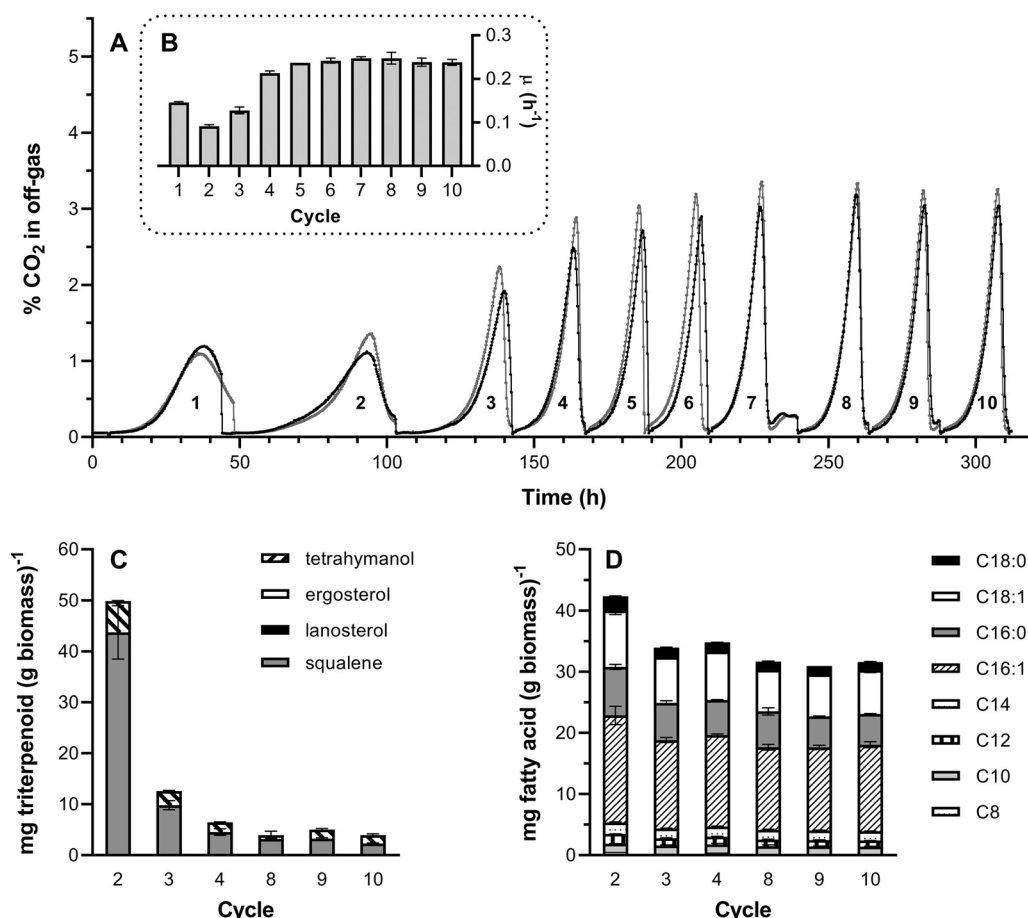 A
B
% CO2 in off-gas
5
4
3
2
1
0
0.3
0.2
0.1
0.0
μ (h-1)
1 2 3 4 5 6 7 8 9 10
Cycle
1 2 3 4 5 6 7 8 9 10
0 50 100 150 200 250 300
Time (h)
C
mg triterpenoid (g biomass)-1
60
50
40
30
20
10
0
tetrahymanol
ergosterol
lanosterol
squalene
2 3 4 8 9 10
Cycle
D
mg fatty acid (g biomass)-1
50
40
30
20
10
0
C18:0
C18:1
C16:0
C16:1
C14
C12
C10
C8
2 3 4 8 9 10
Cycle